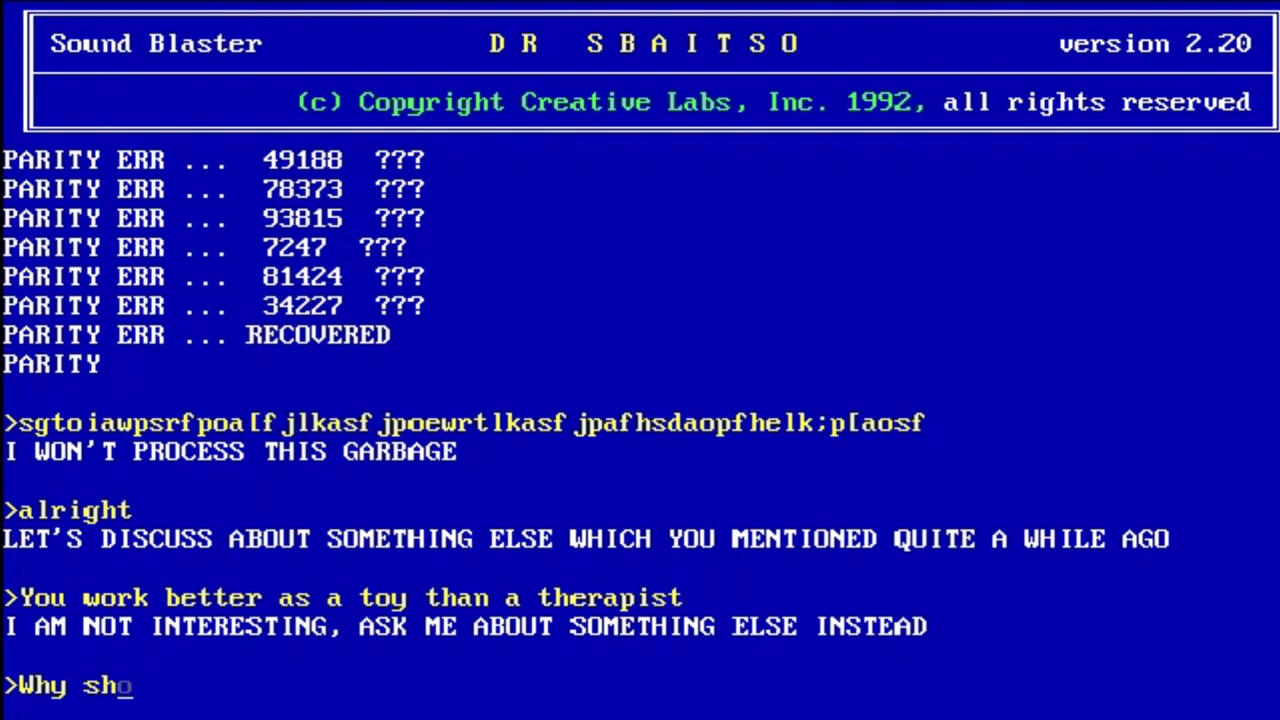 Sound Blaster D R S B A I T S O version 2.20
(c) Copyright Creative Labs, Inc. 1992, all rights reserved
PARITY ERR ... 49188 ???
PARITY ERR ... 78373 ???
PARITY ERR ... 93815 ???
PARITY ERR ... 7247 ???
PARITY ERR ... 81424 ???
PARITY ERR ... 34227 ???
PARITY ERR ... RECOVERED
PARITY
>sgtoiawpsrfpoa[fjlkasfjpoewrtlkasfjpafhsdaopfhelk;p[aosf
I WON'T PROCESS THIS GARBAGE
>alright
LET'S DISCUSS ABOUT SOMETHING ELSE WHICH YOU MENTIONED QUITE A WHILE AGO
>You work better as a toy than a therapist
I AM NOT INTERESTING, ASK ME ABOUT SOMETHING ELSE INSTEAD
>Why sho_